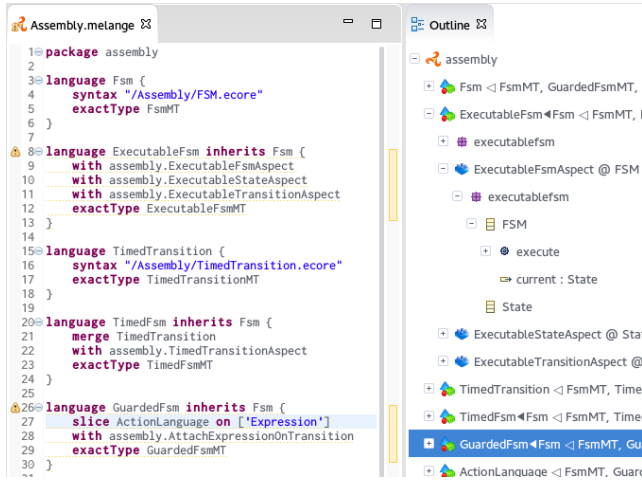 Assembly.melange
1 package assembly
2
3 language Fsm {
4 syntax "/Assembly/FSM.ecore"
5 exactType FsmMT
6 }
7
8 language ExecutableFsm inherits Fsm {
9 with assembly.ExecutableFsmAspect
10 with assembly.ExecutableStateAspect
11 with assembly.ExecutableTransitionAspect
12 exactType ExecutableFsmMT
13 }
14
15 language TimedTransition {
16 syntax "/Assembly/TimedTransition.ecore"
17 exactType TimedTransitionMT
18 }
19
20 language TimedFsm inherits Fsm {
21 merge TimedTransition
22 with assembly.TimedTransitionAspect
23 exactType TimedFsmMT
24 }
25
26 language GuardedFsm inherits Fsm {
27 slice ActionLanguage on ['Expression']
28 with assembly.AttachExpressionOnTransition
29 exactType GuardedFsmMT
30 }
Outline
assembly
Fsm ◁ FsmMT, GuardedFsmMT,
ExecutableFsm◀Fsm ◁ FsmMT,
executablefsm
ExecutableFsmAspect @ FSM
executablefsm
FSM
execute
current : State
State
ExecutableStateAspect @ Sta
ExecutableTransitionAspect @
TimedTransition ◁ FsmMT, Time
TimedFsm◀Fsm ◁ FsmMT, Time
GuardedFsm◀Fsm ◁ FsmMT, Gu
ActionLanguage ◁ FsmMT, Guard